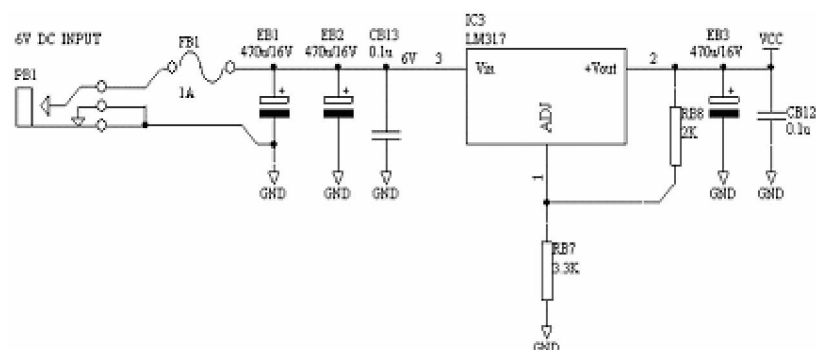 6V DC INPUT
PB1
FB1
1A
EB1
470u/16V
EB2
470u/16V
CB13
0.1u
6V
3
IC3
LM317
Vin
+Vout
ADJ
1
2
RB8
2K
EB3
470u/16V
VCC
CB12
0.1u
+
+
+
GND
GND
GND
GND
GND
RB7
3.3K
GND